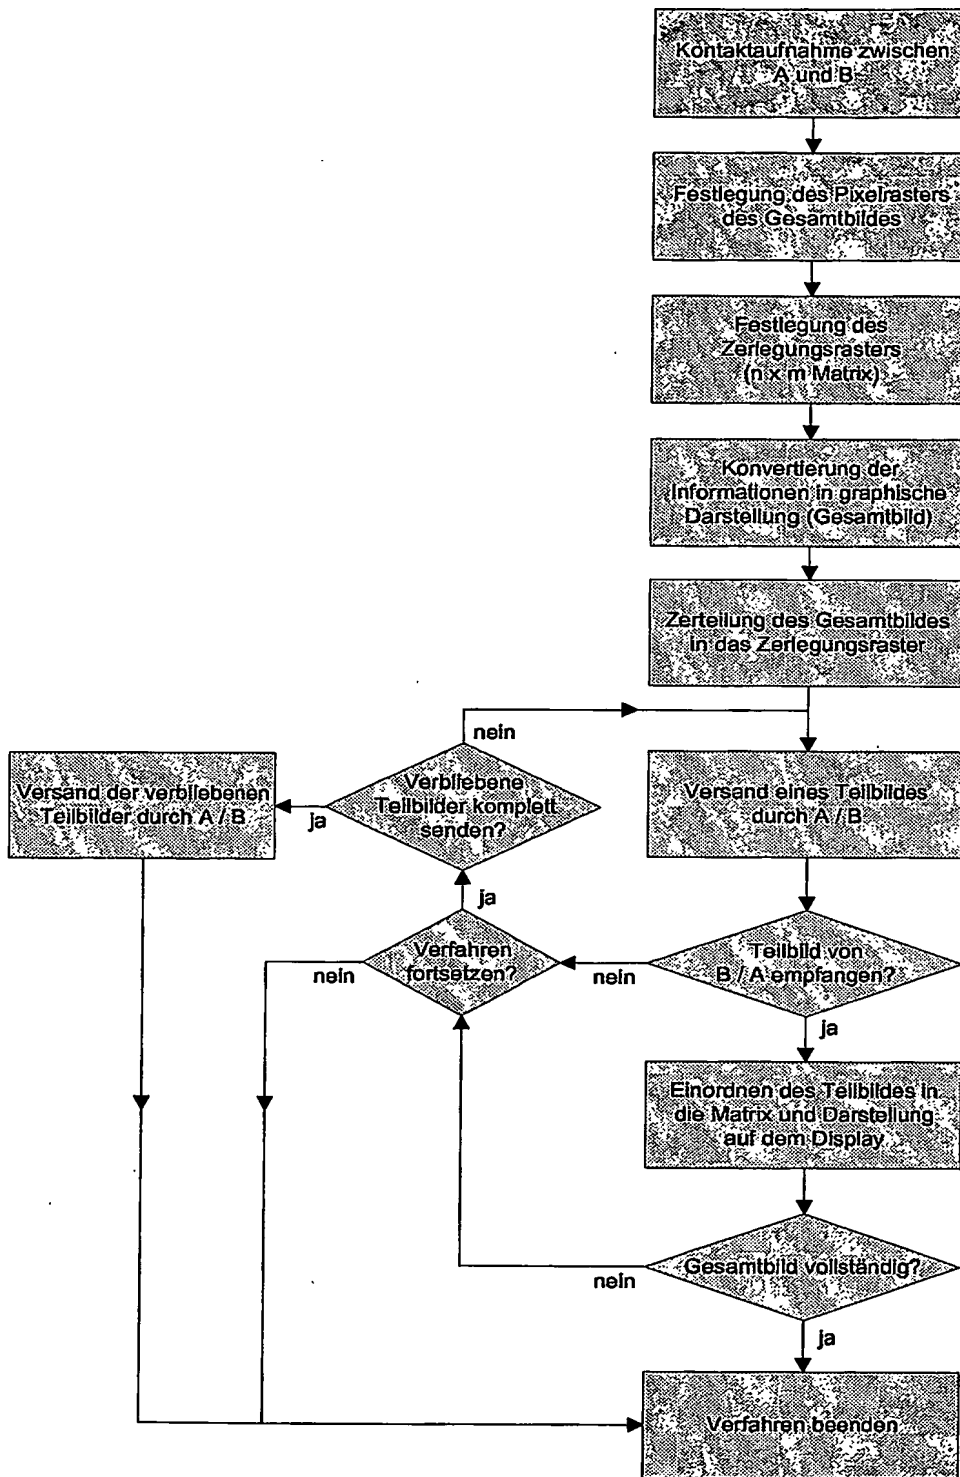 Kontaktaufnahme zwischen
A und B
Festlegung des Pixelrasters
des Gesamtbildes
Festlegung des
Zerlegungsrasters
(n x m Matrix)
Konvertierung der
Informationen in graphische
Darstellung (Gesamtbild)
Zerteilung des Gesamtbildes
in das Zerlegungsraster
nein
Versand der verbliebenen
Teilbilder durch A / B
ja
Verbliebene
Teilbilder komplett
senden?
Versand eines Teilbildes
durch A / B
ja
nein
Verfahren
fortsetzen?
nein
Teilbild von
B / A empfangen?
ja
Einordnen des Teilbildes in
die Matrix und Darstellung
auf dem Display
nein
Gesamtbild vollständig?
ja
Verfahren beenden